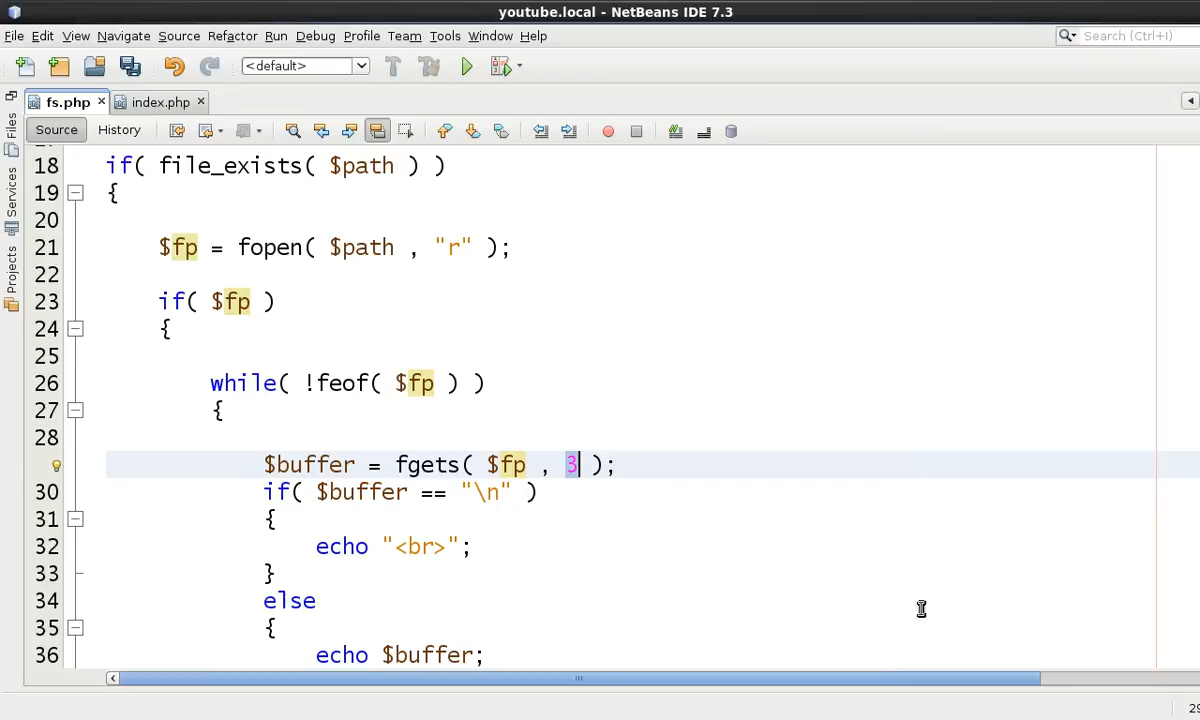 youtube.local - NetBeans IDE 7.3
File Edit View Navigate Source Refactor Run Debug Profile Team Tools Window Help
Search (Ctrl+I)
<default>
fs.php
index.php
Source History
Files
Services
Projects
18 if( file_exists( $path ) )
19 {
20
21 $fp = fopen( $path , "r" );
22
23 if( $fp )
24 {
25
26 while( !feof( $fp ) )
27 {
28
$buffer = fgets( $fp , 3 );
30 if( $buffer == "\n" )
31 {
32 echo "<br>";
33 }
34 else
35 {
36 echo $buffer;